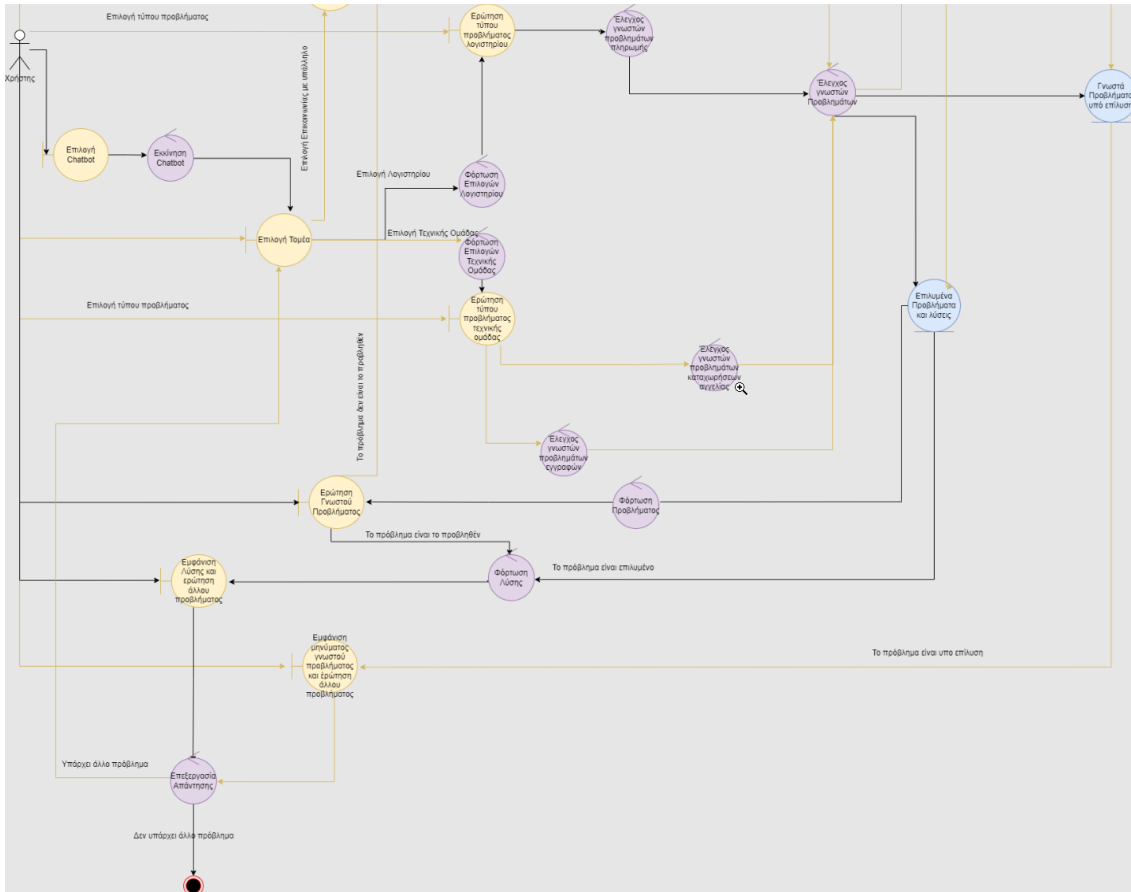 Επιλογή τύπου προβλήματος
Ερώτηση
τύπου
προβλήματος
λογιστηρίου
Έλεγχος
γνωστών
προβλημάτων
πληρωμής
Χρήστης
Επιλογή Επικοινωνίας με υπάλληλο
Έλεγχος
γνωστών
Προβλημάτων
Γνωστά
Προβλήματα
υπό επίλυση
Επιλογή
Chatbot
Εκκίνηση
Chatbot
Επιλογή Λογιστηρίου
Φόρτωση
Επιλογών
Λογιστηρίου
Επιλογή Τομέα
Επιλογή Τεχνικής Ομάδας
Φόρτωση
Επιλογών
Τεχνικής
Ομάδας
Επιλογή τύπου προβλήματος
Ερώτηση
τύπου
προβλήματος
τεχνικής
ομάδας
Επιλυμένα
Προβλήματα
και λύσεις
Έλεγχος
γνωστών
προβλημάτων
καταχωρήσεων
αγγελίας
Το πρόβλημα δεν είναι το προβληθέν
Έλεγχος
γνωστών
προβλημάτων
εγγραφών
Ερώτηση
Γνωστού
Προβλήματος
Φόρτωση
Προβλήματος
Το πρόβλημα είναι το προβληθέν
Εμφάνιση
Λύσης και
ερώτηση
άλλου
προβλήματος
Φόρτωση
Λύσης
Το πρόβλημα είναι επιλυμένο
Εμφάνιση
μηνύματος
γνωστού
προβλήματος
και ερώτηση
άλλου
προβλήματος
Το πρόβλημα είναι υπο επίλυση
Υπάρχει άλλο πρόβλημα
Επεξεργασία
Απάντησης
Δεν υπάρχει άλλο πρόβλημα